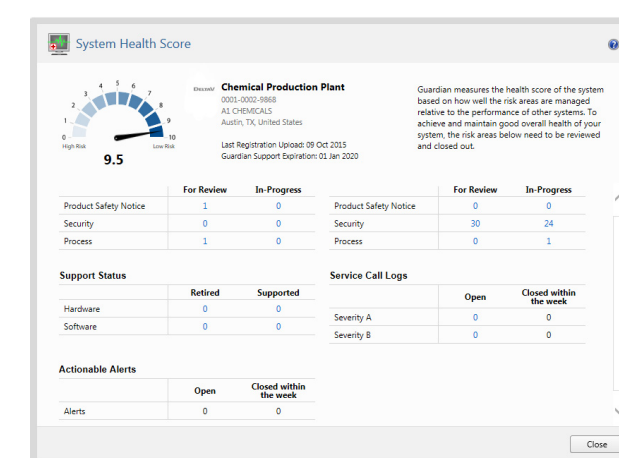 System Health Score
0
1
2
3
4
5
6
7
8
9
10
High Risk
Low Risk
9.5
Chemical Production Plant
0001-0002-9868
A1 CHEMICALS
Austin, TX, United States
Last Registration Upload: 09 Oct 2015
Guardian Support Expiration: 01 Jan 2020
Guardian measures the health score of the system
based on how well the risk areas are managed
relative to the performance of other systems. To
achieve and maintain good overall health of your
system, the risk areas below need to be reviewed
and closed out.
For Review In-Progress
Product Safety Notice 1 0
Security 0 0
Process 1 0
For Review In-Progress
Product Safety Notice 0 0
Security 30 24
Process 0 1
Support Status
Retired Supported
Hardware 0 0
Software 0 0
Service Call Logs
Open Closed within
the week
Severity A 0 0
Severity B 0 0
Actionable Alerts
Open Closed within
the week
Alerts 0 0
Close